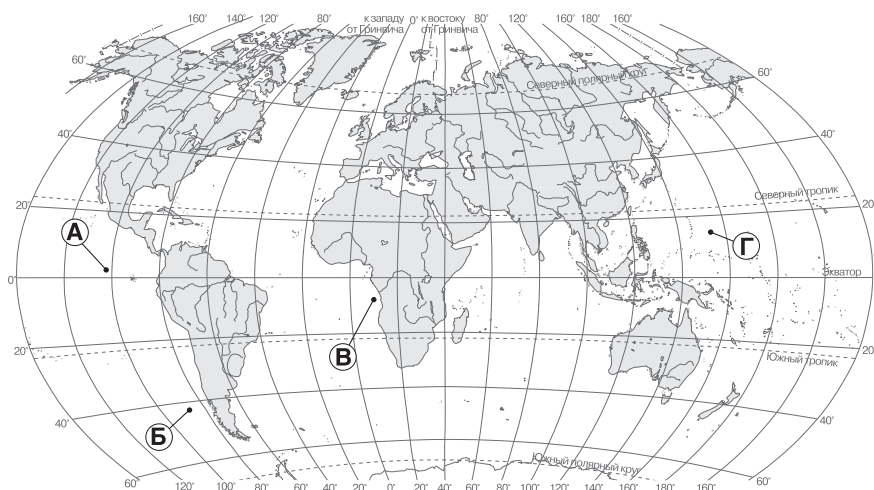 160° 140° 120° 80° к западу 0° к востоку 80° 120° 160° 180° 160°
от Гринвича от Гринвича
60° Северный полярный круг 60°
40° 40°
Северный тропик
20° 20
А Г
0° Экватор
20° В 20
Южный тропик
40° Б 40°
Южный полярный круг
60° 120° 100° 80° 60° 40° 20° 0° 20° 40° 60° 80° 100° 120° 140° 160° 60°